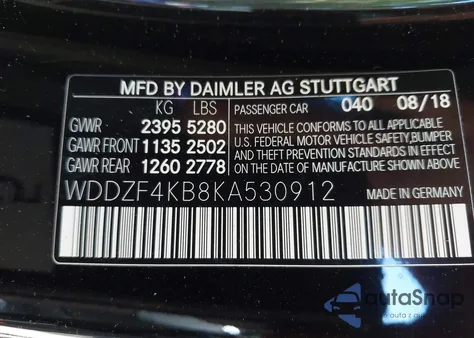 MFD BY DAIMLER AG STUTTGART
KG LBS PASSENGER CAR 040 08/18
GVWR 2395 5280 THIS VEHICLE CONFORMS TO ALL APPLICABLE
GAWR FRONT 1135 2502 U.S. FEDERAL MOTOR VEHICLE SAFETY, BUMPER
GAWR REAR 1260 2778 AND THEFT PREVENTION STANDARDS IN EFFECT
ON THE DATE OF MANUFACTURE SHOWN ABOVE
WDDZF4KB8KA530912 MADE IN GERMANY
autaSnap